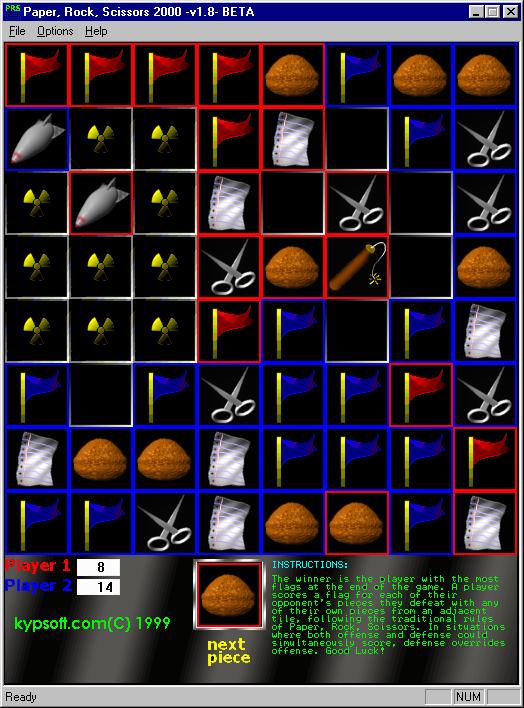 PRS Paper, Rock, Scissors 2000 -v1.8- BETA
File Options Help
Player 1 8
Player 2 14
kypsoft.com(C) 1999
next
piece
INSTRUCTIONS:
The winner is the player with the most
flags at the end of the game. A player
scores a flag for each of their
opponent's pieces they defeat with any
of their own pieces from an adjacent
tile, following the traditional rules
of Paper, Rock, Scissors. In situations
where both offense and defense could
simultaneously score, defense overrides
offense. Good Luck!
Ready NUM